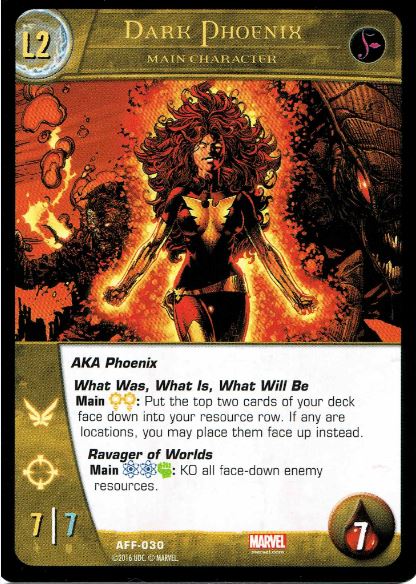 L2
Dark Phoenix
Main Character
AKA Phoenix
What Was, What Is, What Will Be
Main : Put the top two cards of your deck
face down into your resource row. If any are
locations, you may place them face up instead.
Ravager of Worlds
Main : KO all face-down enemy
resources.
7 | 7
7
AFF-030
©2016 UDC. © MARVEL.
MARVEL
marvel.com